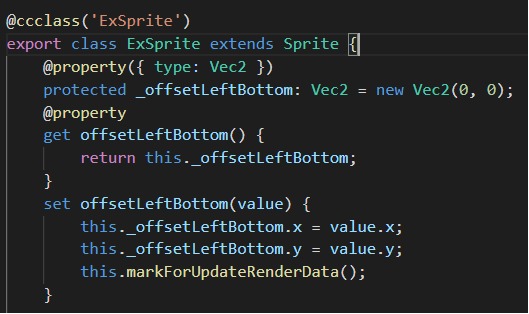 @ccclass('ExSprite')
export class ExSprite extends Sprite {
    @property({ type: Vec2 })
    protected _offsetLeftBottom: Vec2 = new Vec2(0, 0);
    @property
    get offsetLeftBottom() {
        return this._offsetLeftBottom;
    }
    set offsetLeftBottom(value) {
        this._offsetLeftBottom.x = value.x;
        this._offsetLeftBottom.y = value.y;
        this.markForUpdateRenderData();
    }